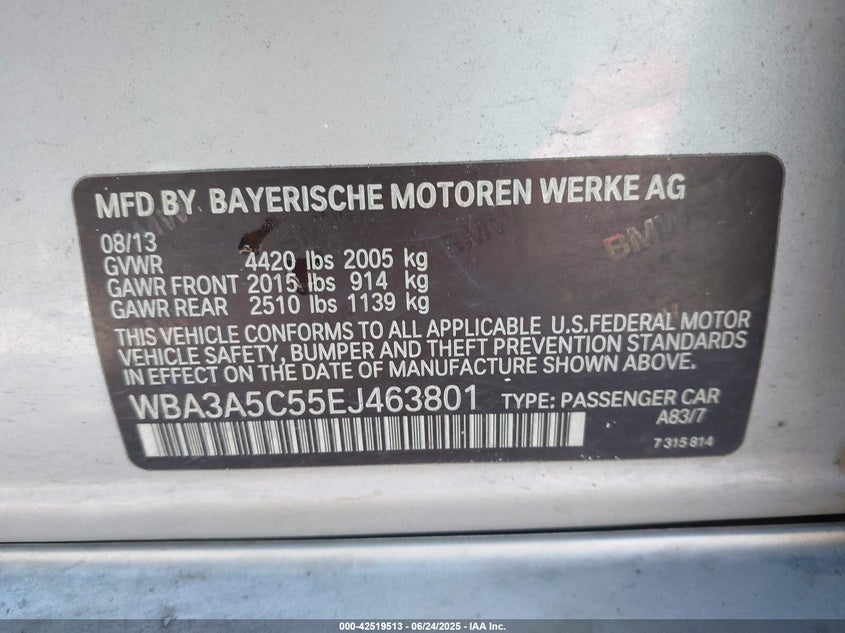 MFD BY BAYERISCHE MOTOREN WERKE AG
08/13
GVWR 4420 lbs 2005 kg
GAWR FRONT 2015 lbs 914 kg
GAWR REAR 2510 lbs 1139 kg
THIS VEHICLE CONFORMS TO ALL APPLICABLE U.S.FEDERAL MOTOR
VEHICLE SAFETY, BUMPER AND THEFT PREVENTION STANDARDS
IN EFFECT ON THE DATE OF MANUFACTURE SHOWN ABOVE.
WBA3A5C55EJ463801 TYPE: PASSENGER CAR
A83/7
7 315 814
BMW
BMW
BMW
000-42519513 - 06/24/2025 - IAA Inc.